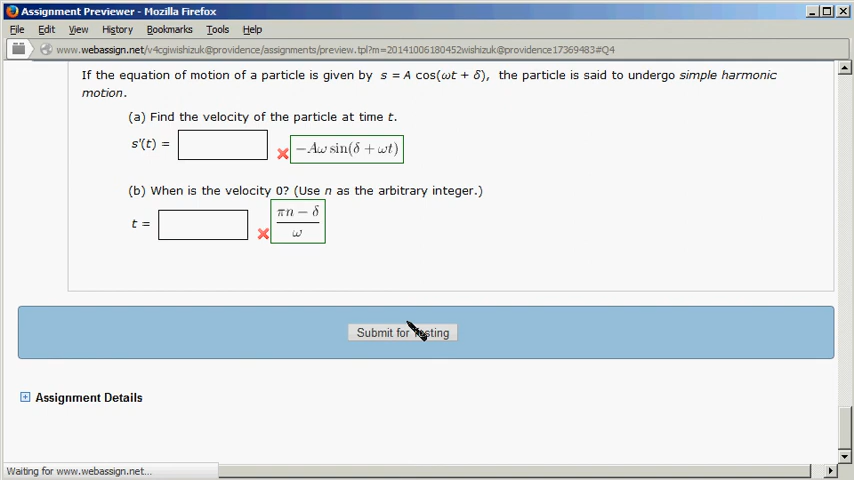 Assignment Previewer - Mozilla Firefox
File Edit View History Bookmarks Tools Help
www.webassign.net/v4cgiwishizuk@providence/assignments/preview.tpl?m=20141006180452wishizuk@providence17369483#Q4
If the equation of motion of a particle is given by s = A cos(ωt + δ), the particle is said to undergo simple harmonic
motion.
(a) Find the velocity of the particle at time t.
s'(t) = −Aω sin(δ + ωt)
(b) When is the velocity 0? (Use n as the arbitrary integer.)
t = πn − δ
ω
Submit for Testing
Assignment Details
Waiting for www.webassign.net...